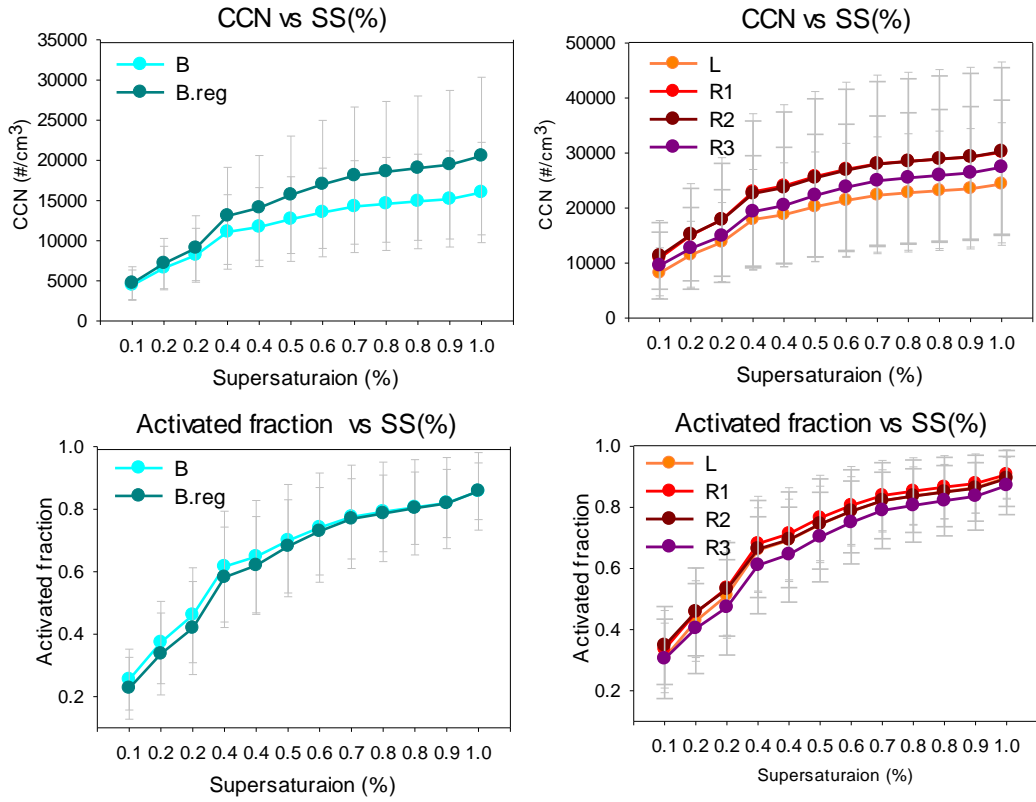 CCN vs SS(%)
35000
30000
25000
20000
15000
10000
5000
0
CCN (#/cm³)
B
B.reg
0.1 0.2 0.2 0.4 0.4 0.5 0.6 0.7 0.8 0.8 0.9 1.0
Supersaturaion (%)
CCN vs SS(%)
50000
40000
30000
20000
10000
0
CCN (#/cm³)
L
R1
R2
R3
0.1 0.2 0.2 0.4 0.4 0.5 0.6 0.7 0.8 0.8 0.9 1.0
Supersaturaion (%)
Activated fraction vs SS(%)
1.0
0.8
0.6
0.4
0.2
Activated fraction
B
B.reg
0.1 0.2 0.2 0.4 0.4 0.5 0.6 0.7 0.8 0.8 0.9 1.0
Supersaturaion (%)
Activated fraction vs SS(%)
1.0
0.8
0.6
0.4
0.2
Activated fraction
L
R1
R2
R3
0.1 0.2 0.2 0.4 0.4 0.5 0.6 0.7 0.8 0.8 0.9 1.0
Supersaturaion (%)